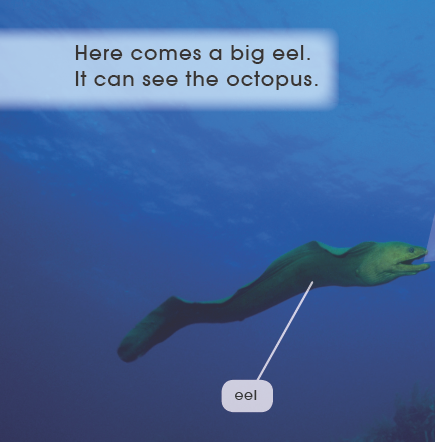 Here comes a big eel.
It can see the octopus.
eel